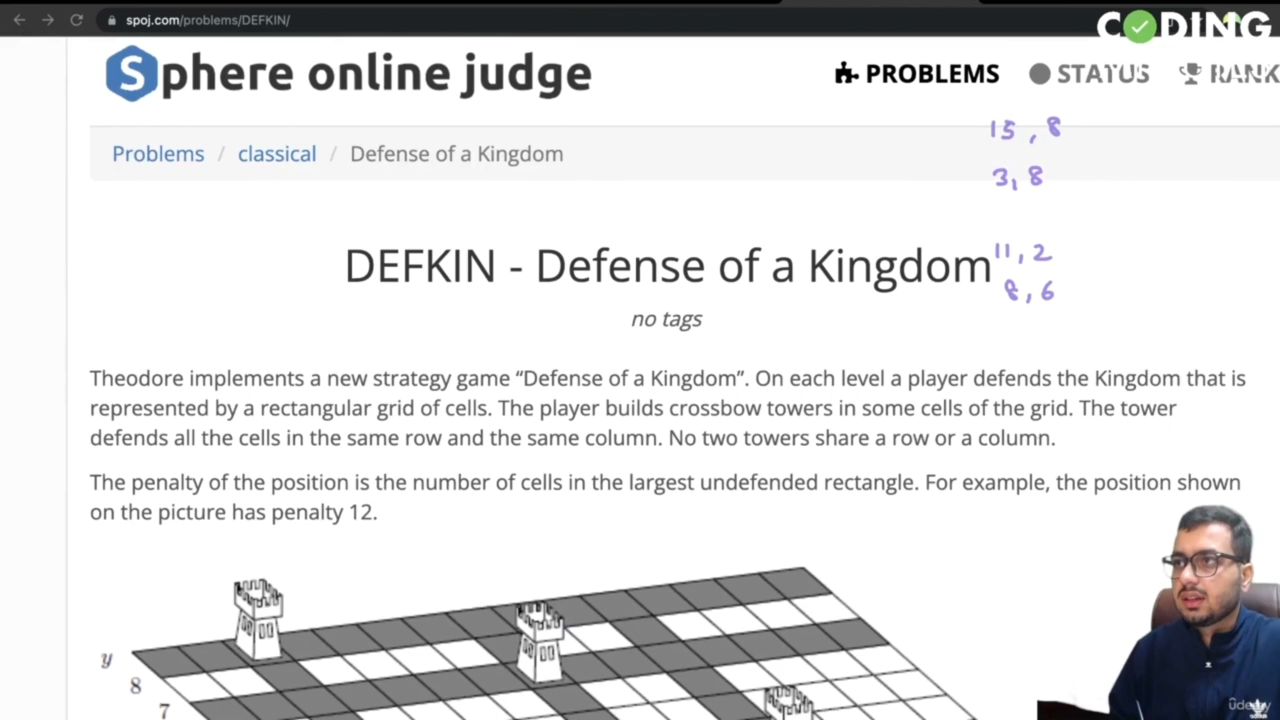 spoj.com/problems/DEFKIN/
CODING
Sphere online judge
PROBLEMS STATUS RANK
15, 8
Problems / classical / Defense of a Kingdom
3, 8
DEFKIN - Defense of a Kingdom
11, 2
8, 6
no tags
Theodore implements a new strategy game “Defense of a Kingdom”. On each level a player defends the Kingdom that is
represented by a rectangular grid of cells. The player builds crossbow towers in some cells of the grid. The tower
defends all the cells in the same row and the same column. No two towers share a row or a column.
The penalty of the position is the number of cells in the largest undefended rectangle. For example, the position shown
on the picture has penalty 12.
y
8
7
ûdemy